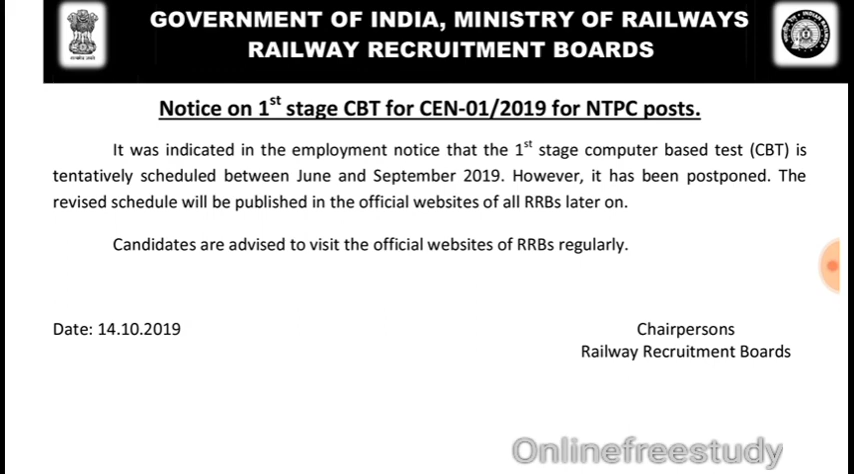 GOVERNMENT OF INDIA, MINISTRY OF RAILWAYS
RAILWAY RECRUITMENT BOARDS
Notice on 1st stage CBT for CEN-01/2019 for NTPC posts.
It was indicated in the employment notice that the 1st stage computer based test (CBT) is
tentatively scheduled between June and September 2019. However, it has been postponed. The
revised schedule will be published in the official websites of all RRBs later on.
Candidates are advised to visit the official websites of RRBs regularly.
Date: 14.10.2019
Chairpersons
Railway Recruitment Boards
Onlinefreestudy